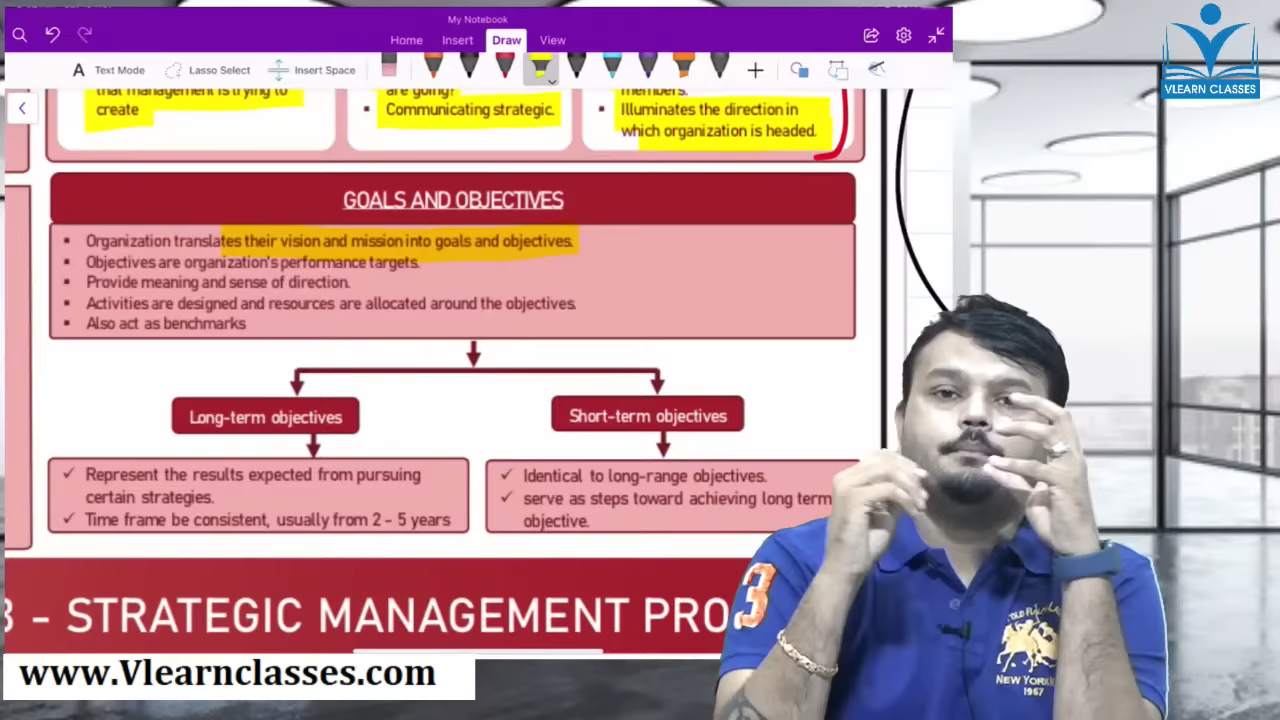 My Notebook
Home Insert Draw View
Text Mode Lasso Select Insert Space
VLEARN CLASSES
that management is trying to
create
are going?
▪ Communicating strategic.
members.
▪ Illuminates the direction in
which organization is headed.
GOALS AND OBJECTIVES
▪ Organization translates their vision and mission into goals and objectives.
▪ Objectives are organization's performance targets.
▪ Provide meaning and sense of direction.
▪ Activities are designed and resources are allocated around the objectives.
▪ Also act as benchmarks
Long-term objectives
Short-term objectives
✓ Represent the results expected from pursuing
certain strategies.
✓ Time frame be consistent, usually from 2 - 5 years
✓ Identical to long-range objectives.
✓ serve as steps toward achieving long term
objective.
3 - STRATEGIC MANAGEMENT PRO
www.Vlearnclasses.com
3
NEW YORK
1967